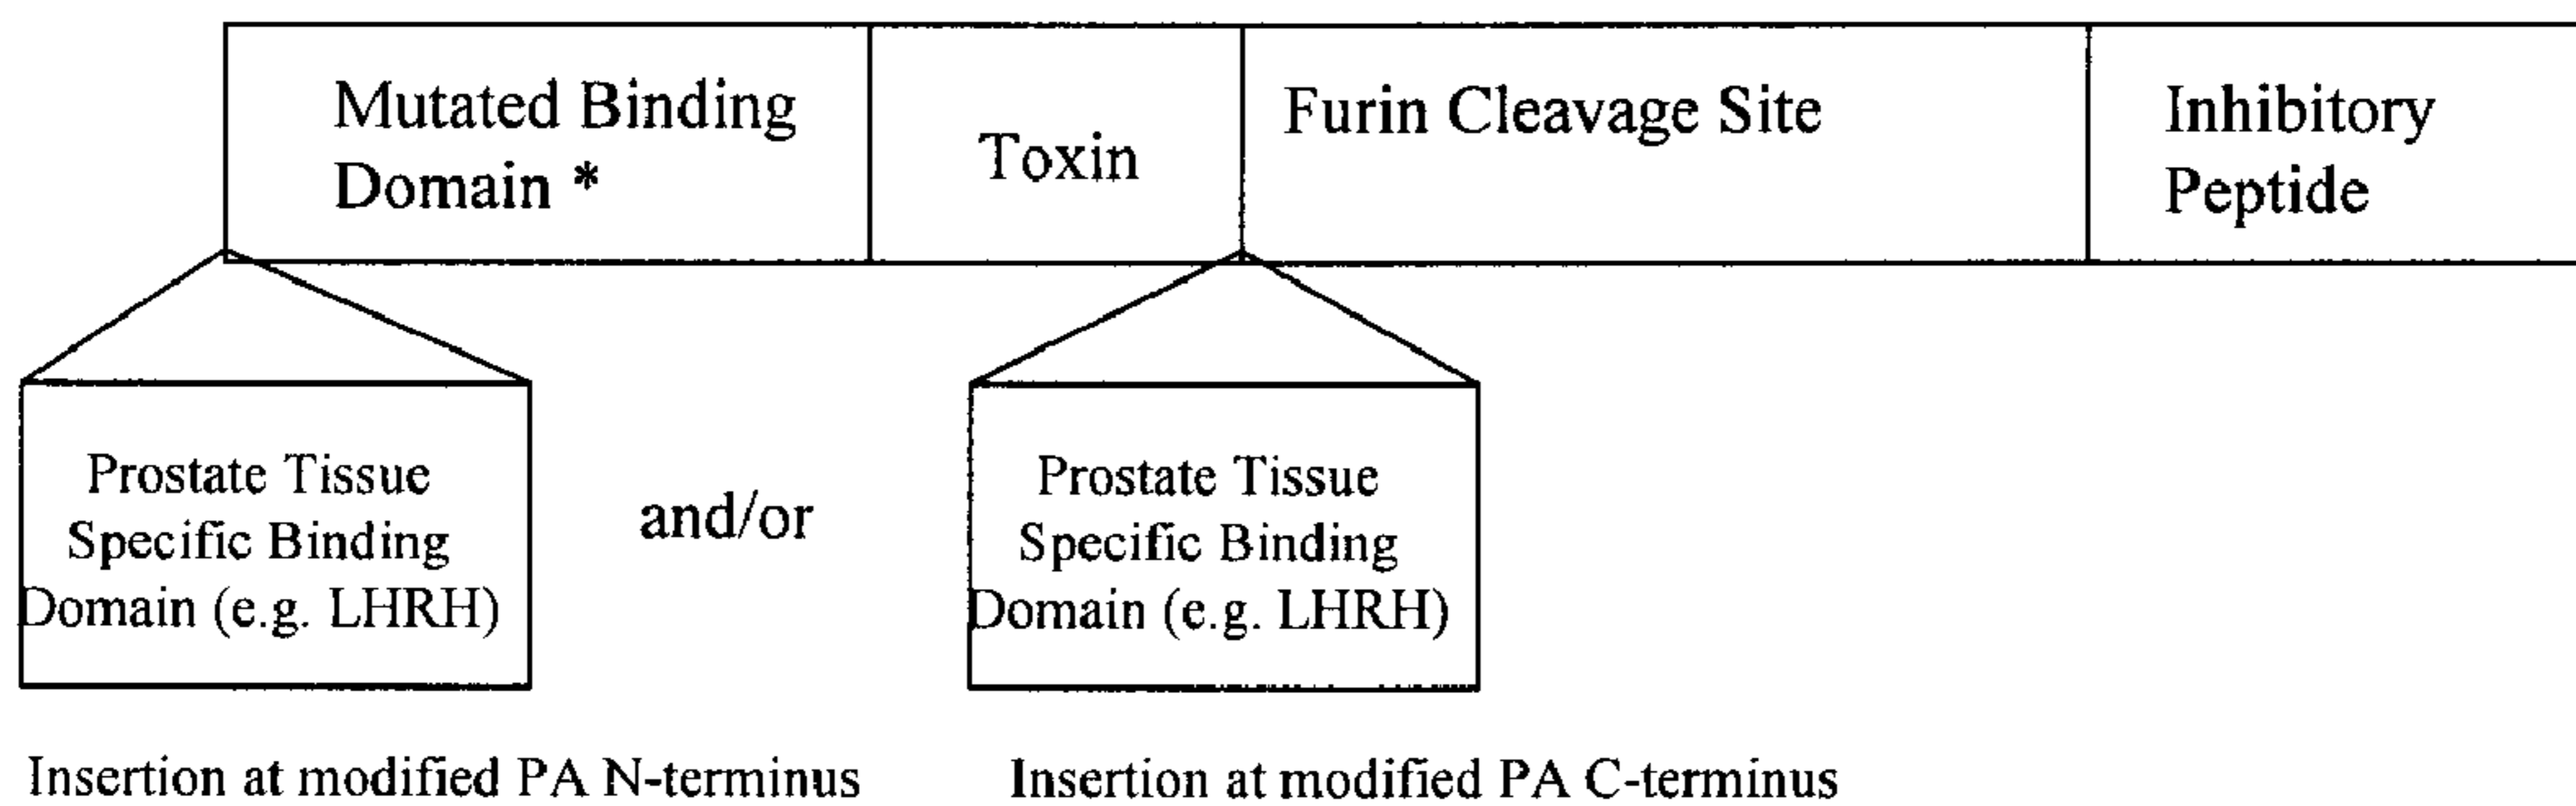 Mutated Binding
Domain *
Toxin
Furin Cleavage Site
Inhibitory
Peptide
Prostate Tissue
Specific Binding
Domain (e.g. LHRH)
and/or
Prostate Tissue
Specific Binding
Domain (e.g. LHRH)
Insertion at modified PA N-terminus
Insertion at modified PA C-terminus